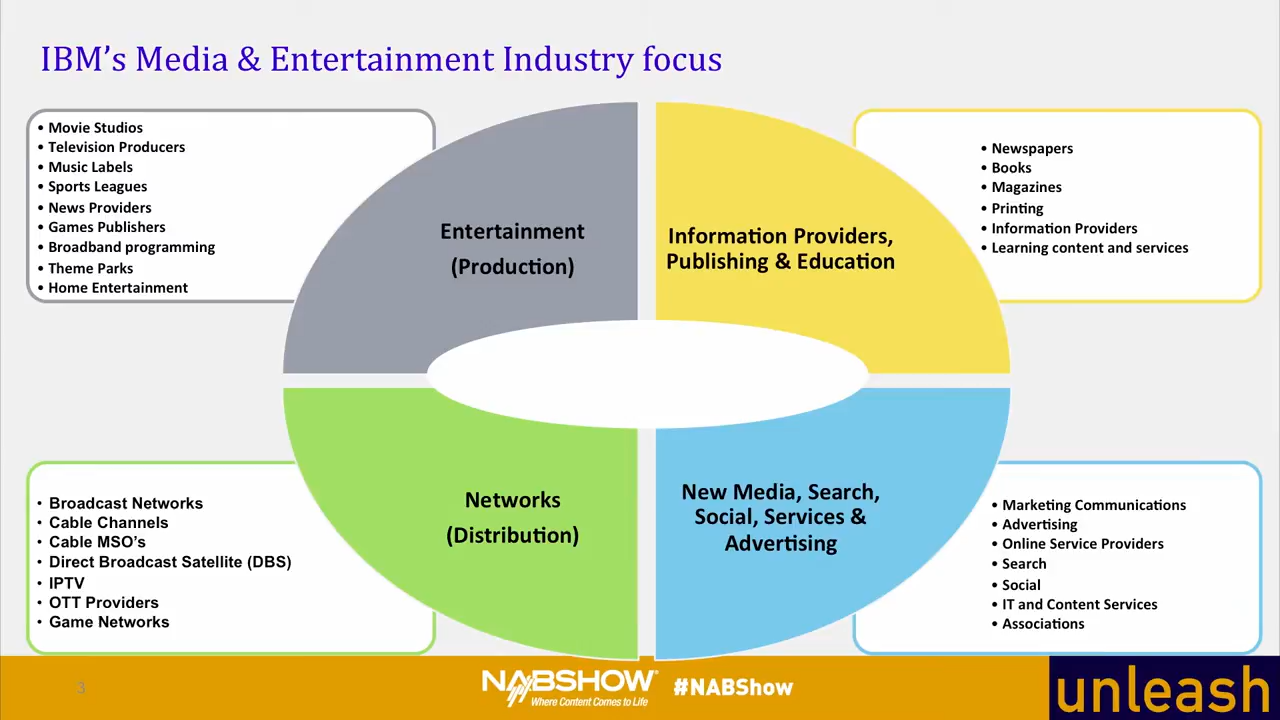 IBM’s Media & Entertainment Industry focus
• Movie Studios
• Television Producers
• Music Labels
• Sports Leagues
• News Providers
• Games Publishers
• Broadband programming
• Theme Parks
• Home Entertainment
Entertainment
(Production)
Information Providers,
Publishing & Education
• Newspapers
• Books
• Magazines
• Printing
• Information Providers
• Learning content and services
• Broadcast Networks
• Cable Channels
• Cable MSO’s
• Direct Broadcast Satellite (DBS)
• IPTV
• OTT Providers
• Game Networks
Networks
(Distribution)
New Media, Search,
Social, Services &
Advertising
• Marketing Communications
• Advertising
• Online Service Providers
• Search
• Social
• IT and Content Services
• Associations
3
NABSHOW®
Where Content Comes to Life
#NABShow
unleash